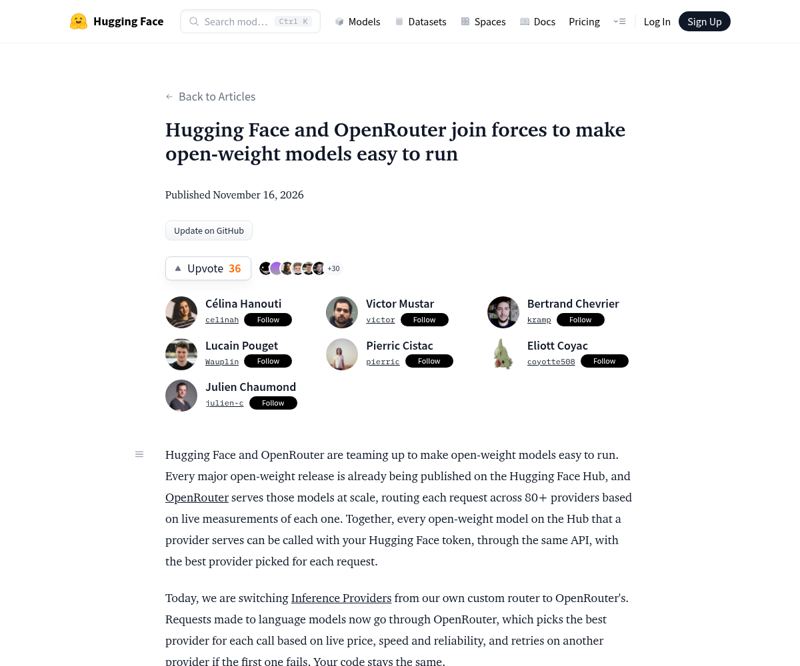 Hugging Face
Search mod...
Ctrl K
Models
Datasets
Spaces
Docs
Pricing
Log In
Sign Up
← Back to Articles
Hugging Face and OpenRouter join forces to make
open-weight models easy to run
Published November 16, 2026
Update on GitHub
Upvote 36
+30
Célina Hanouti
celinah Follow
Victor Mustar
victor Follow
Bertrand Chevrier
kramp Follow
Lucain Pouget
Wauplin Follow
Pierric Cistac
pierric Follow
Eliott Coyac
coyotte508 Follow
Julien Chaumond
julien-c Follow
Hugging Face and OpenRouter are teaming up to make open-weight models easy to run.
Every major open-weight release is already being published on the Hugging Face Hub, and
OpenRouter serves those models at scale, routing each request across 80+ providers based
on live measurements of each one. Together, every open-weight model on the Hub that a
provider serves can be called with your Hugging Face token, through the same API, with
the best provider picked for each request.
Today, we are switching Inference Providers from our own custom router to OpenRouter's.
Requests made to language models now go through OpenRouter, which picks the best
provider for each call based on live price, speed and reliability, and retries on another
provider if the first one fails. Your code stays the same.